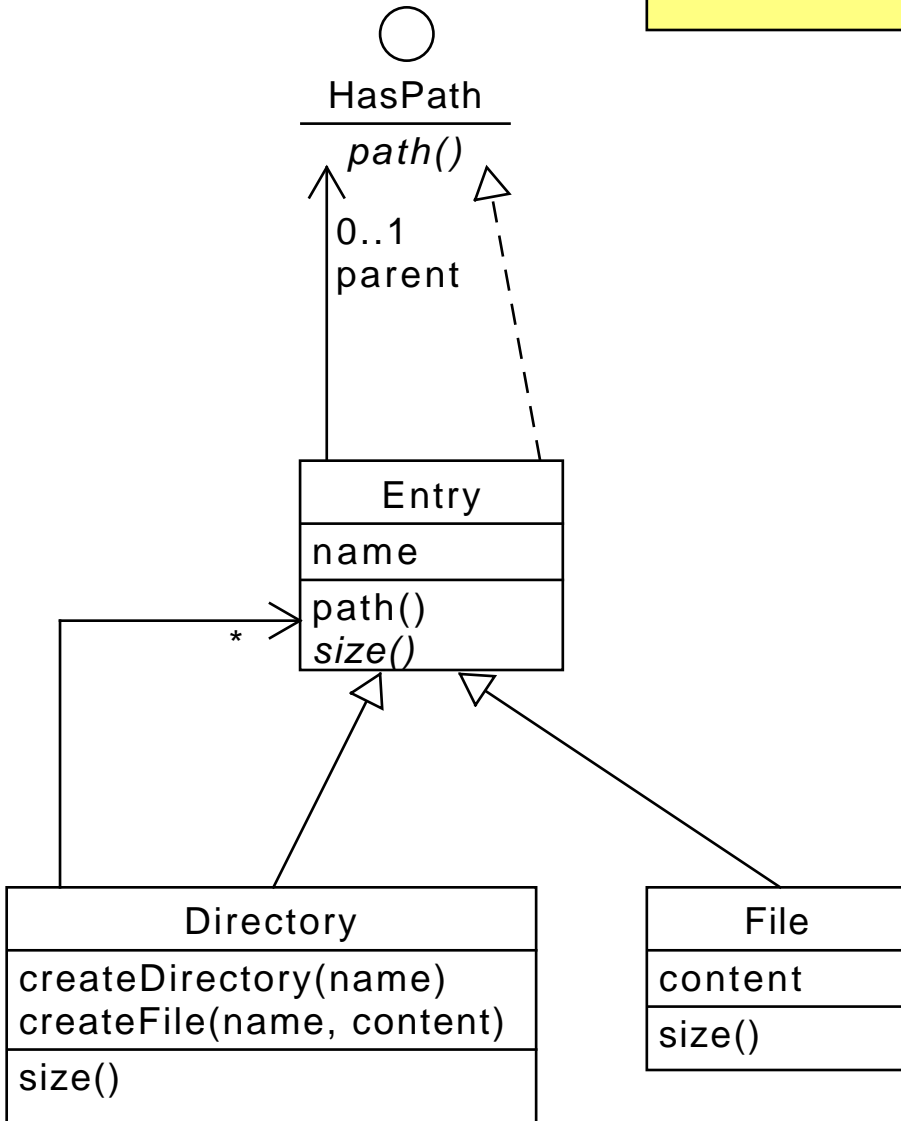 HasPath
path()
0..1
parent
Entry
name
path()
*
size()
Directory
createDirectory(name)
createFile(name, content)
size()
File
content
size()